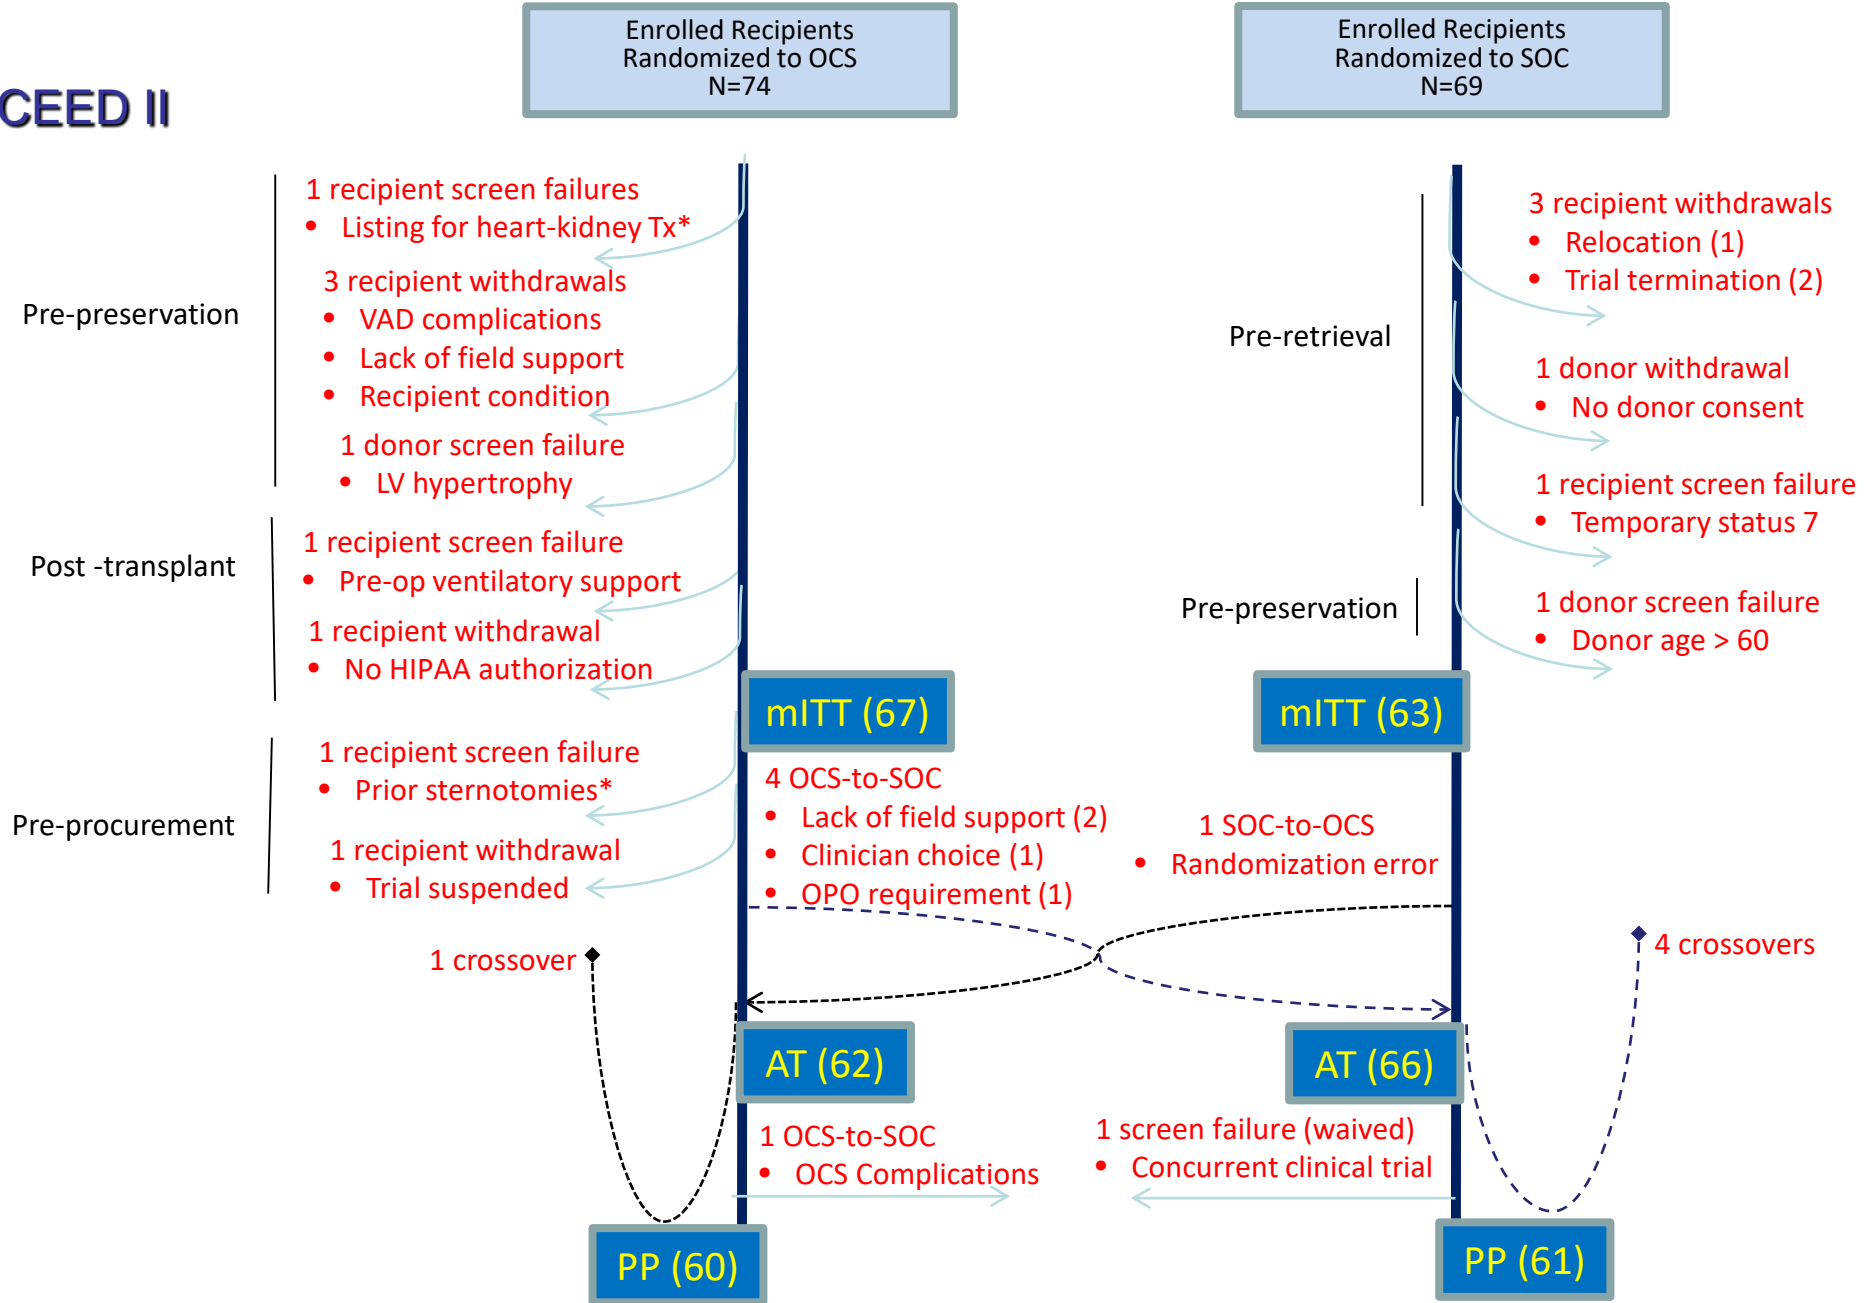 Enrolled Recipients
Randomized to OCS
N=74
Enrolled Recipients
Randomized to SOC
N=69
CEED II
Pre-preservation
1 recipient screen failures
• Listing for heart-kidney Tx*
3 recipient withdrawals
• VAD complications
• Lack of field support
• Recipient condition
1 donor screen failure
• LV hypertrophy
Post -transplant
1 recipient screen failure
• Pre-op ventilatory support
1 recipient withdrawal
• No HIPAA authorization
Pre-procurement
1 recipient screen failure
• Prior sternotomies*
1 recipient withdrawal
• Trial suspended
Pre-retrieval
3 recipient withdrawals
• Relocation (1)
• Trial termination (2)
1 donor withdrawal
• No donor consent
1 recipient screen failure
• Temporary status 7
Pre-preservation
1 donor screen failure
• Donor age > 60
mITT (67)
mITT (63)
4 OCS-to-SOC
• Lack of field support (2)
• Clinician choice (1)
• OPO requirement (1)
1 SOC-to-OCS
• Randomization error
1 crossover
4 crossovers
AT (62)
AT (66)
1 OCS-to-SOC
• OCS Complications
1 screen failure (waived)
• Concurrent clinical trial
PP (60)
PP (61)